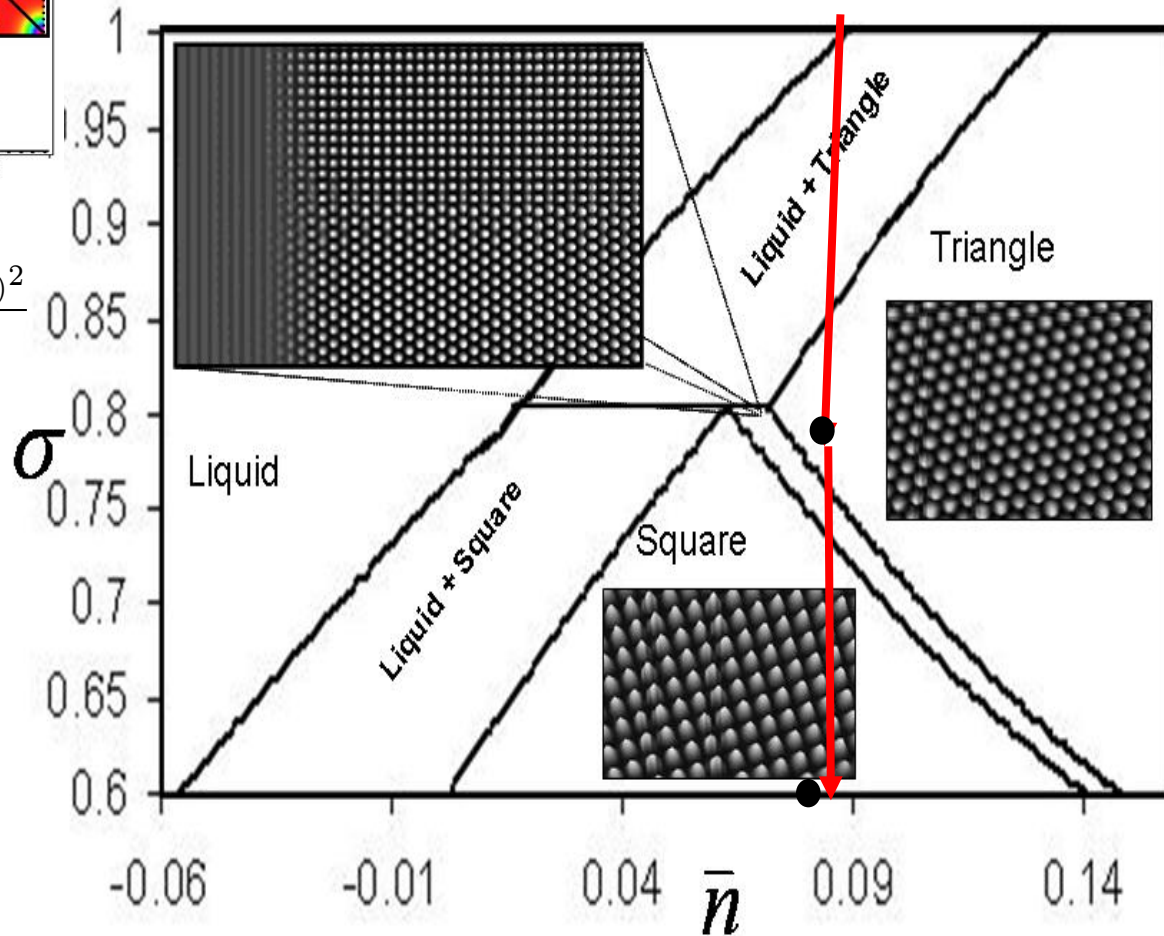 1
.95
0.9
)²
0.85
0.8
σ
0.75
0.7
0.65
0.6
Liquid + Triangle
Triangle
Liquid
Liquid + Square
Square
-0.06
-0.01
0.04
0.09
0.14
n̄